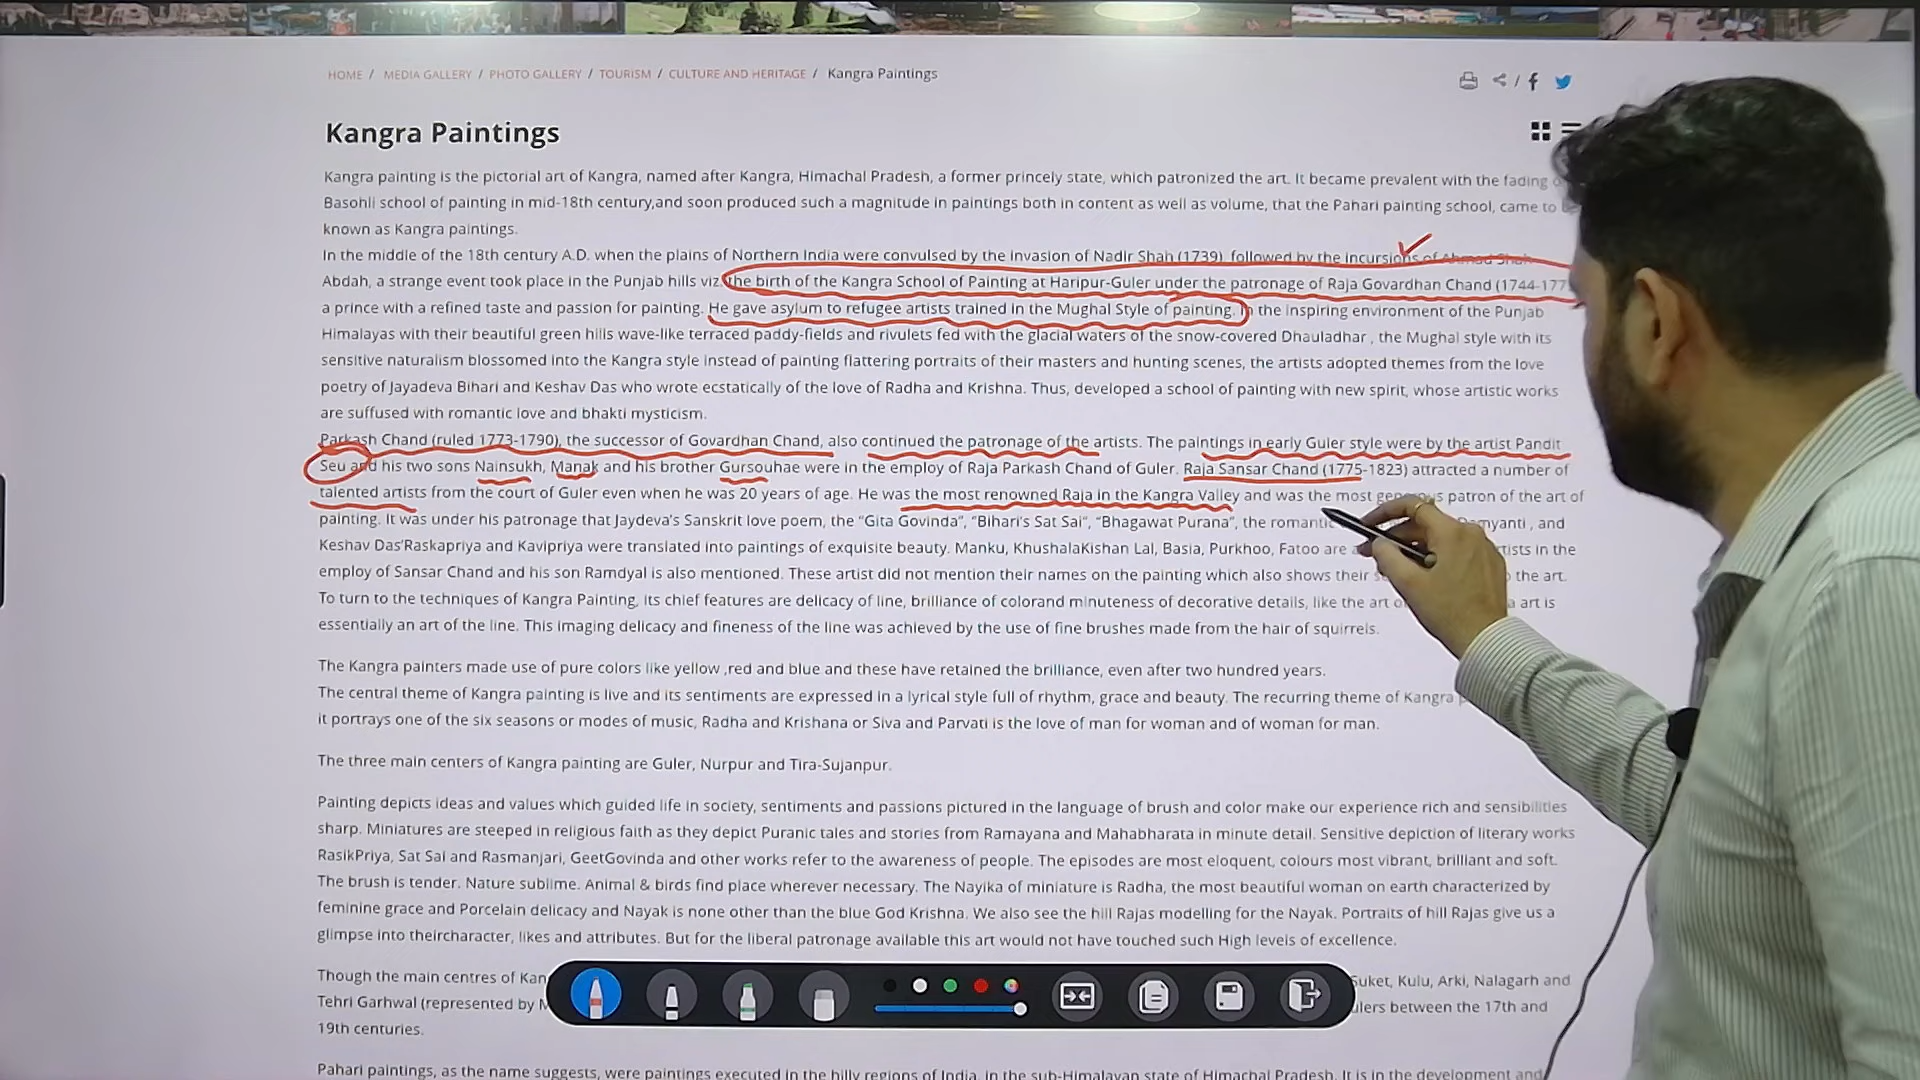 HOME / MEDIA GALLERY / PHOTO GALLERY / TOURISM / CULTURE AND HERITAGE / Kangra Paintings
Kangra Paintings
Kangra painting is the pictorial art of Kangra, named after Kangra, Himachal Pradesh, a former princely state, which patronized the art. It became prevalent with the fading
Basohli school of painting in mid-18th century,and soon produced such a magnitude in paintings both in content as well as volume, that the Pahari painting school, came to
known as Kangra paintings.
In the middle of the 18th century A.D. when the plains of Northern India were convulsed by the invasion of Nadir Shah (1739) followed by the incursions of Ahmed Shah
Abdah, a strange event took place in the Punjab hills viz. the birth of the Kangra School of Painting at Haripur-Guler under the patronage of Raja Govardhan Chand (1744-177
a prince with a refined taste and passion for painting. He gave asylum to refugee artists trained in the Mughal Style of painting. In the inspiring environment of the Punjab
Himalayas with their beautiful green hills wave-like terraced paddy-fields and rivulets fed with the glacial waters of the snow-covered Dhauladhar , the Mughal style with its
sensitive naturalism blossomed into the Kangra style instead of painting flattering portraits of their masters and hunting scenes, the artists adopted themes from the love
poetry of Jayadeva Bihari and Keshav Das who wrote ecstatically of the love of Radha and Krishna. Thus, developed a school of painting with new spirit, whose artistic works
are suffused with romantic love and bhakti mysticism.
Parkash Chand (ruled 1773-1790), the successor of Govardhan Chand, also continued the patronage of the artists. The paintings in early Guler style were by the artist Pandit
Seu and his two sons Nainsukh, Manak and his brother Gursouhae were in the employ of Raja Parkash Chand of Guler. Raja Sansar Chand (1775-1823) attracted a number of
talented artists from the court of Guler even when he was 20 years of age. He was the most renowned Raja in the Kangra Valley and was the most generous patron of the art of
painting. It was under his patronage that Jaydeva's Sanskrit love poem, the "Gita Govinda", "Bihari's Sat Sai", "Bhagawat Purana", the romantic Damyanti , and
Keshav Das'Raskapriya and Kavipriya were translated into paintings of exquisite beauty. Manku, KhushalaKishan Lal, Basia, Purkhoo, Fatoo are artists in the
employ of Sansar Chand and his son Ramdyal is also mentioned. These artist did not mention their names on the painting which also shows their the art.
To turn to the techniques of Kangra Painting, its chief features are delicacy of line, brilliance of colorand minuteness of decorative details, like the art art is
essentially an art of the line. This imaging delicacy and fineness of the line was achieved by the use of fine brushes made from the hair of squirrels.
The Kangra painters made use of pure colors like yellow ,red and blue and these have retained the brilliance, even after two hundred years.
The central theme of Kangra painting is live and its sentiments are expressed in a lyrical style full of rhythm, grace and beauty. The recurring theme of Kangra
it portrays one of the six seasons or modes of music, Radha and Krishana or Siva and Parvati is the love of man for woman and of woman for man.
The three main centers of Kangra painting are Guler, Nurpur and Tira-Sujanpur.
Painting depicts ideas and values which guided life in society, sentiments and passions pictured in the language of brush and color make our experience rich and sensibilities
sharp. Miniatures are steeped in religious faith as they depict Puranic tales and stories from Ramayana and Mahabharata in minute detail. Sensitive depiction of literary works
RasikPriya, Sat Sai and Rasmanjari, GeetGovinda and other works refer to the awareness of people. The episodes are most eloquent, colours most vibrant, brilliant and soft.
The brush is tender. Nature sublime. Animal & birds find place wherever necessary. The Nayika of miniature is Radha, the most beautiful woman on earth characterized by
feminine grace and Porcelain delicacy and Nayak is none other than the blue God Krishna. We also see the hill Rajas modelling for the Nayak. Portraits of hill Rajas give us a
glimpse into theircharacter, likes and attributes. But for the liberal patronage available this art would not have touched such High levels of excellence.
Though the main centres of Kan Suket, Kulu, Arki, Nalagarh and
Tehri Garhwal (represented by M ulers between the 17th and
19th centuries.
Pahari paintings, as the name suggests, were paintings executed in the hilly regions of India, in the sub-Himalayan state of Himachal Pradesh. It is in the development and